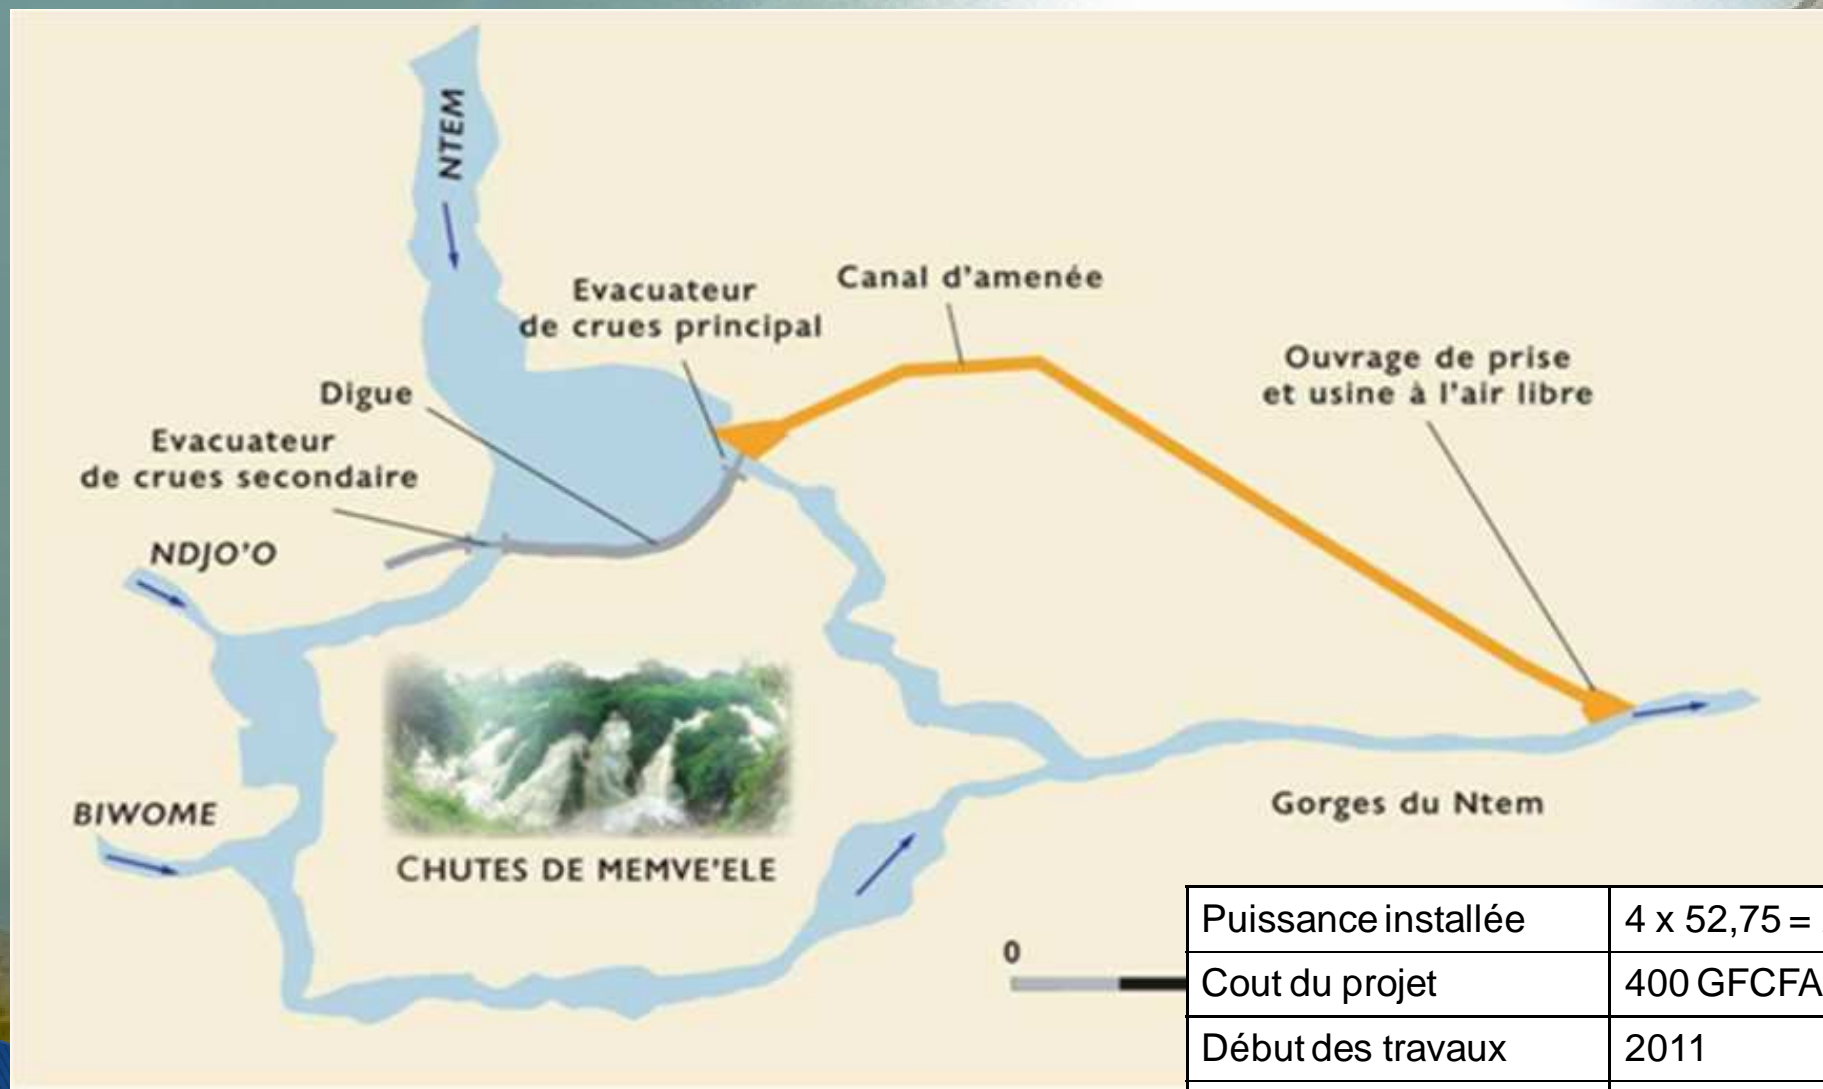 NTEM
Evacuateur
de crues principal
Canal d'amenée
Ouvrage de prise
et usine à l'air libre
Digue
Evacuateur
de crues secondaire
NDJO'O
BIWOME
CHUTES DE MEMVE'ELE
Gorges du Ntem
0
Puissance installée 4 x 52,75 =
Cout du projet 400 GFCFA
Début des travaux 2011